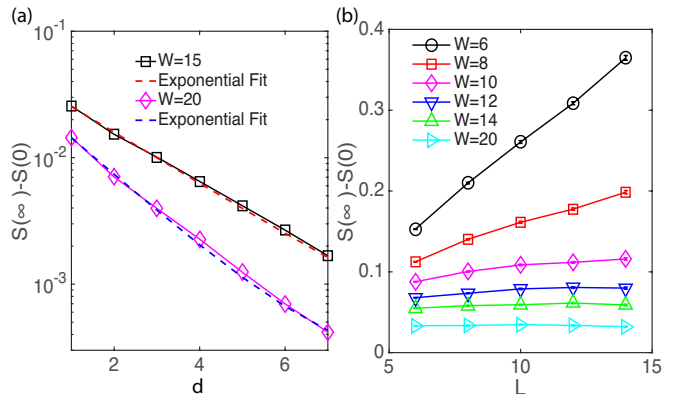 (a)
10^{-1}
W=15
Exponential Fit
W=20
Exponential Fit
10^{-2}
S(∞)-S(0)
10^{-3}
2 4 6
d
(b)
0.4
W=6
W=8
W=10
W=12
W=14
W=20
0.3
0.2
0.1
0
S(∞)-S(0)
5 10 15
L